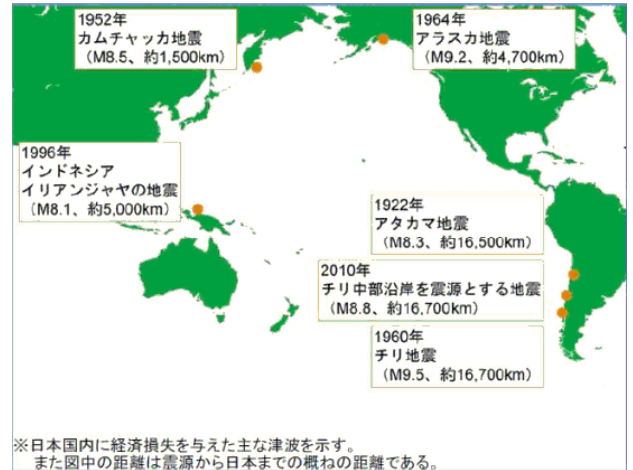 1952年
カムチャッカ地震
（M8.5、約1,500km）
1964年
アラスカ地震
（M9.2、約4,700km）
1996年
インドネシア
イリアンジャヤの地震
（M8.1、約5,000km）
1922年
アタカマ地震
（M8.3、約16,500km）
2010年
チリ中部沿岸を震源とする地震
（M8.8、約16,700km）
1960年
チリ地震
（M9.5、約16,700km）
※日本国内に経済損失を与えた主な津波を示す。
また図中の距離は震源から日本までの概ねの距離である。